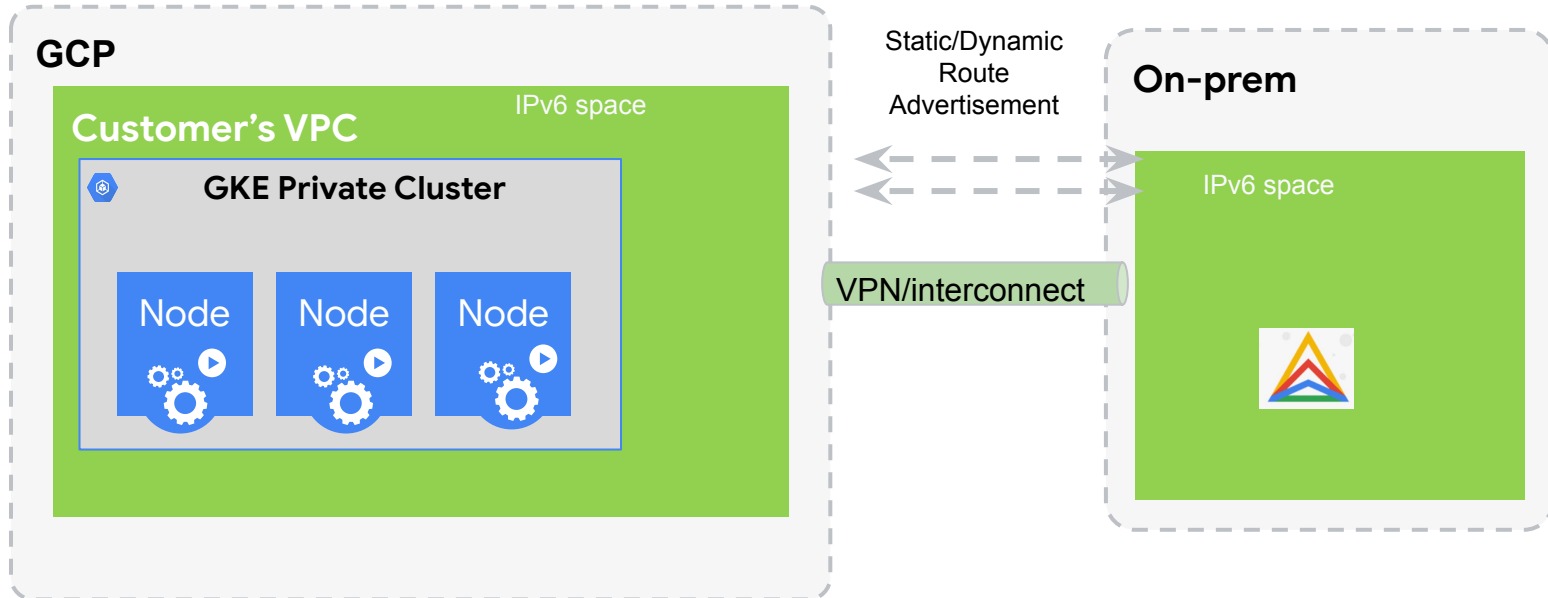 GCP
IPv6 space
Customer’s VPC
GKE Private Cluster
Node
Node
Node
Static/Dynamic
Route
Advertisement
VPN/interconnect
On-prem
IPv6 space